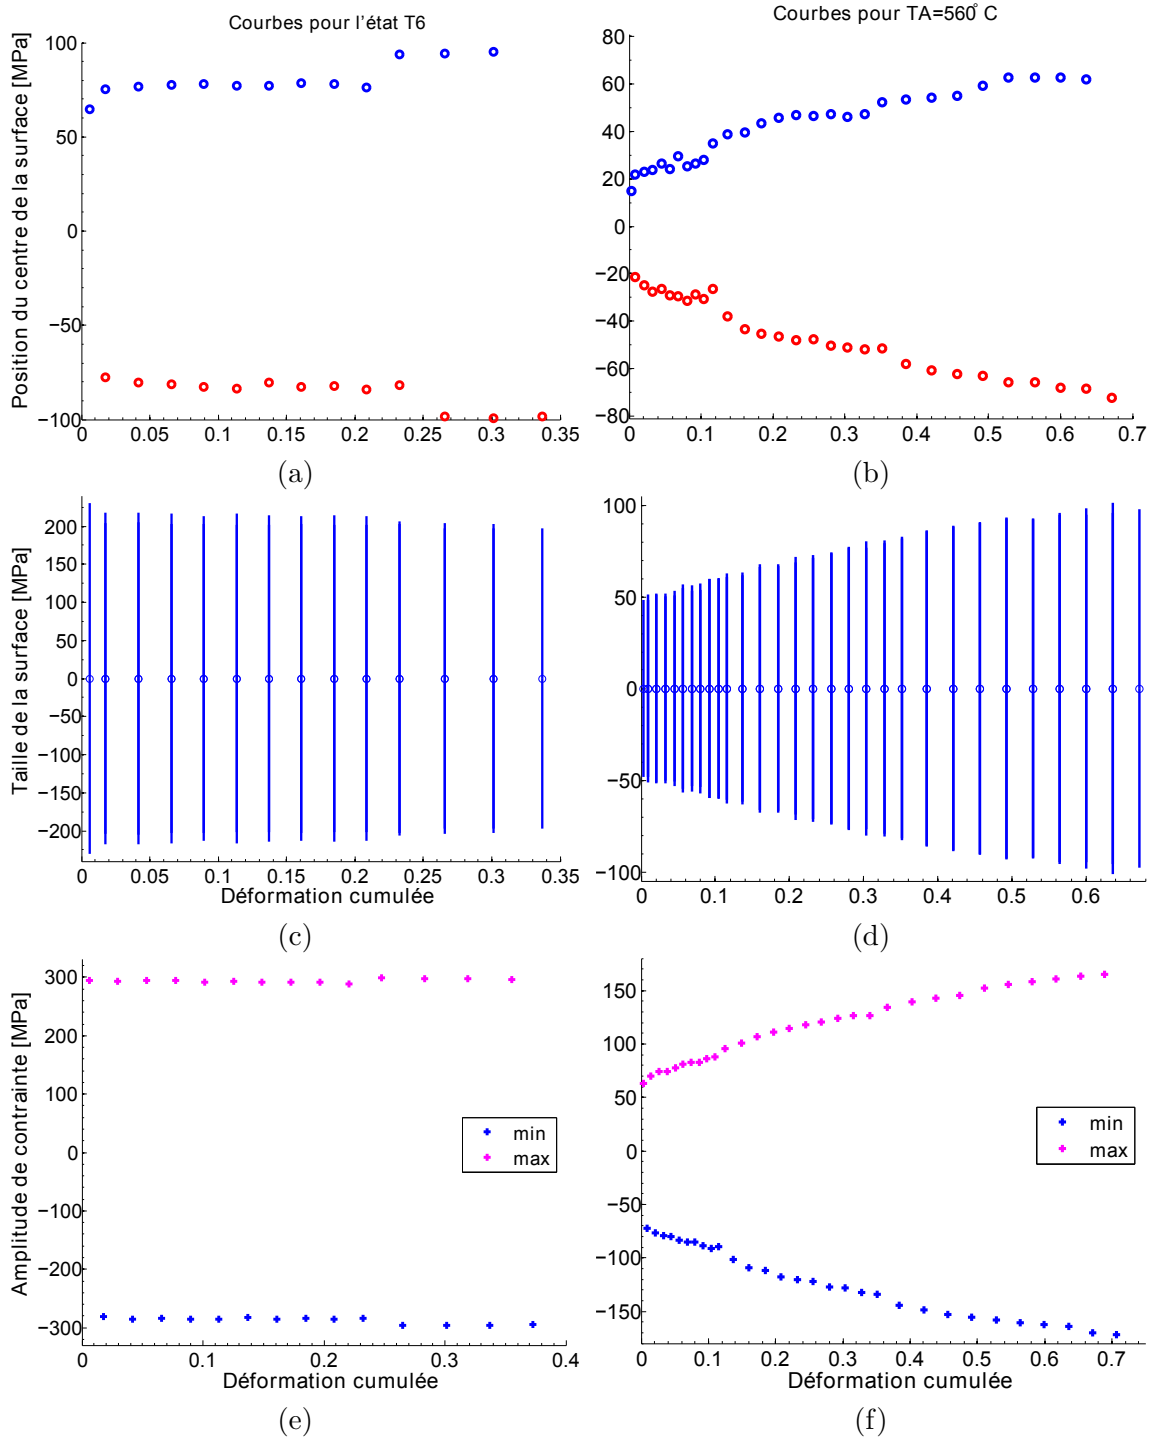 Courbes pour l'état T6
Position du centre de la surface [MPa]
100
50
0
−50
−100
0 0.05 0.1 0.15 0.2 0.25 0.3 0.35
(a)
Courbes pour TA=560° C
80
60
40
20
0
−20
−40
−60
−80
0 0.1 0.2 0.3 0.4 0.5 0.6 0.7
(b)
Taille de la surface [MPa]
200
150
100
50
0
−50
−100
−150
−200
0 0.05 0.1 0.15 0.2 0.25 0.3 0.35
Déformation cumulée
(c)
100
50
0
−50
−100
0 0.1 0.2 0.3 0.4 0.5 0.6
(d)
Amplitude de contrainte [MPa]
300
200
100
0
−100
−200
−300
min
max
0 0.1 0.2 0.3 0.4
Déformation cumulée
(e)
150
100
50
0
−50
−100
−150
min
max
0 0.1 0.2 0.3 0.4 0.5 0.6 0.7
Déformation cumulée
(f)